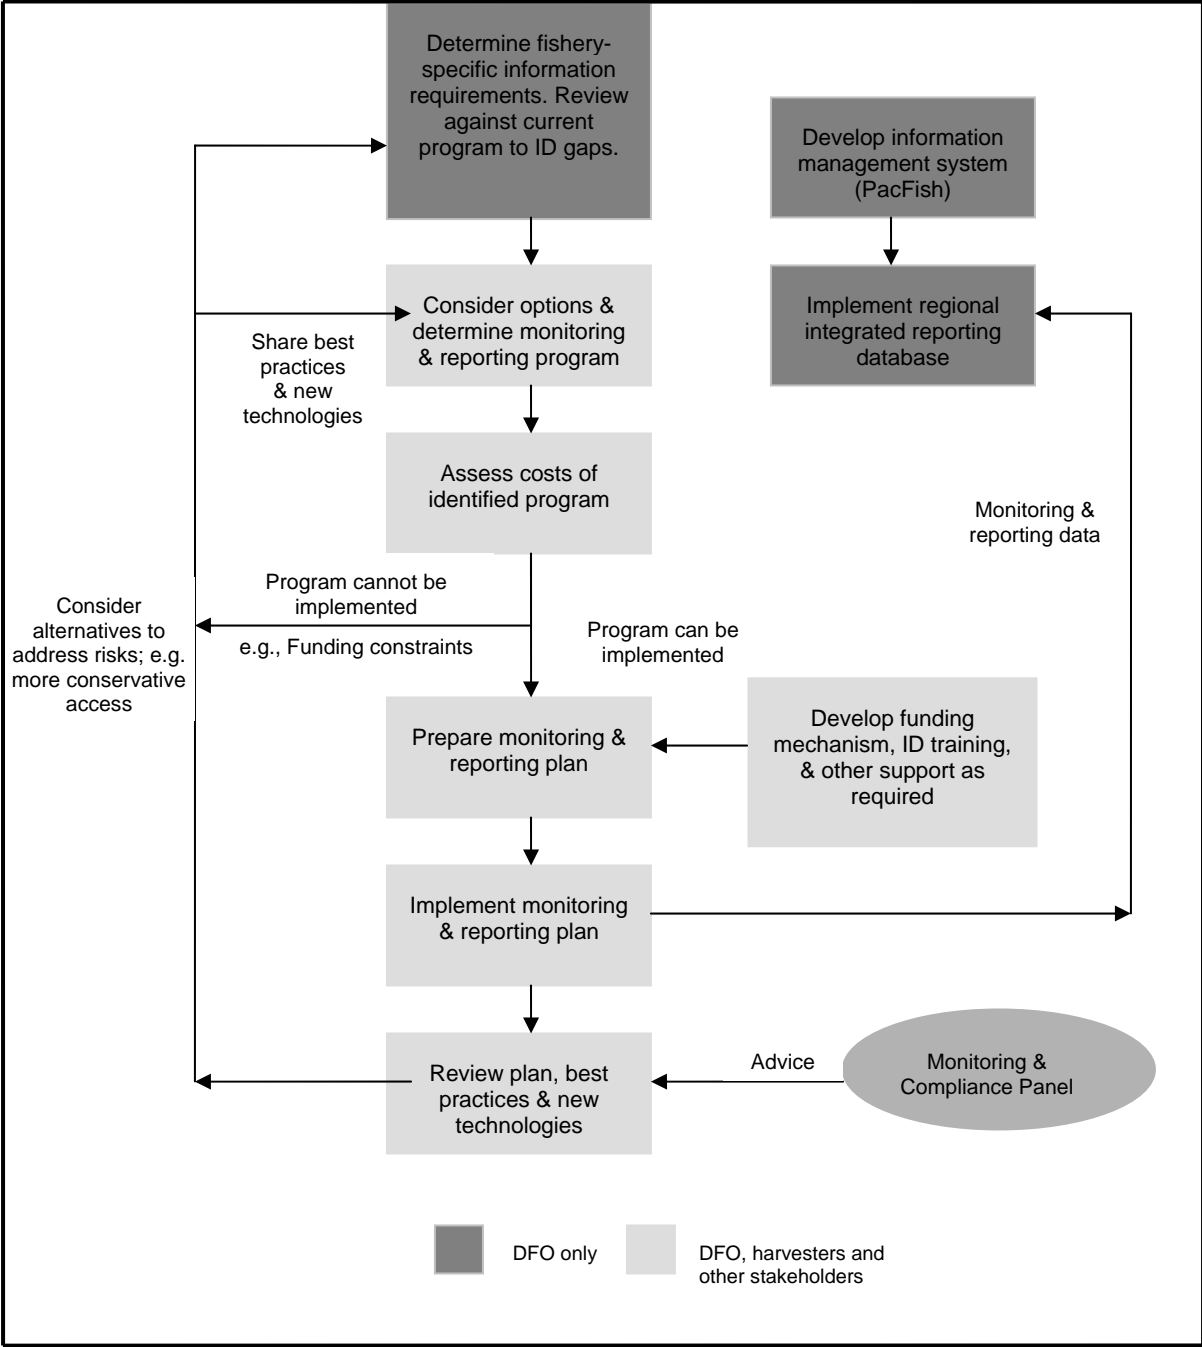 Determine fishery-
specific information
requirements. Review
against current
program to ID gaps.
Develop information
management system
(PacFish)
Consider options &
determine monitoring
& reporting program
Implement regional
integrated reporting
database
Share best
practices
& new
technologies
Assess costs of
identified program
Monitoring &
reporting data
Program cannot be
implemented
e.g., Funding constraints
Consider
alternatives to
address risks; e.g.
more conservative
access
Program can be
implemented
Prepare monitoring &
reporting plan
Develop funding
mechanism, ID training,
& other support as
required
Implement monitoring
& reporting plan
Review plan, best
practices & new
technologies
Advice
Monitoring &
Compliance Panel
DFO only
DFO, harvesters and
other stakeholders